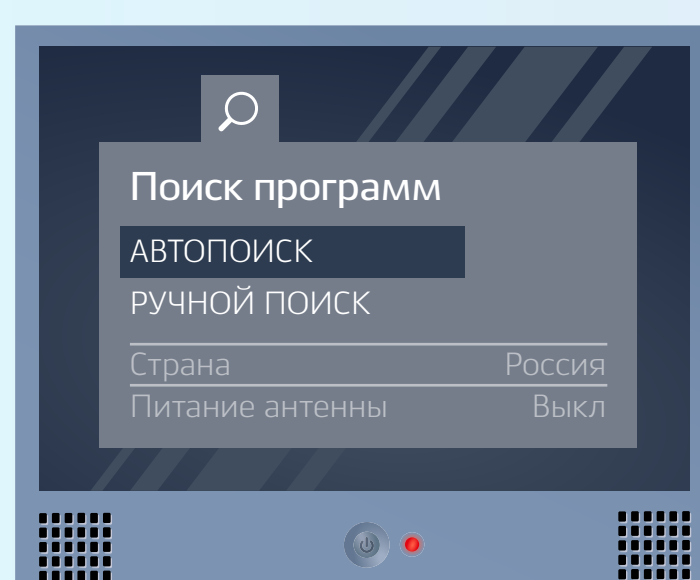 Поиск программ
АВТОПОИСК
РУЧНОЙ ПОИСК
Страна Россия
Питание антенны Выкл